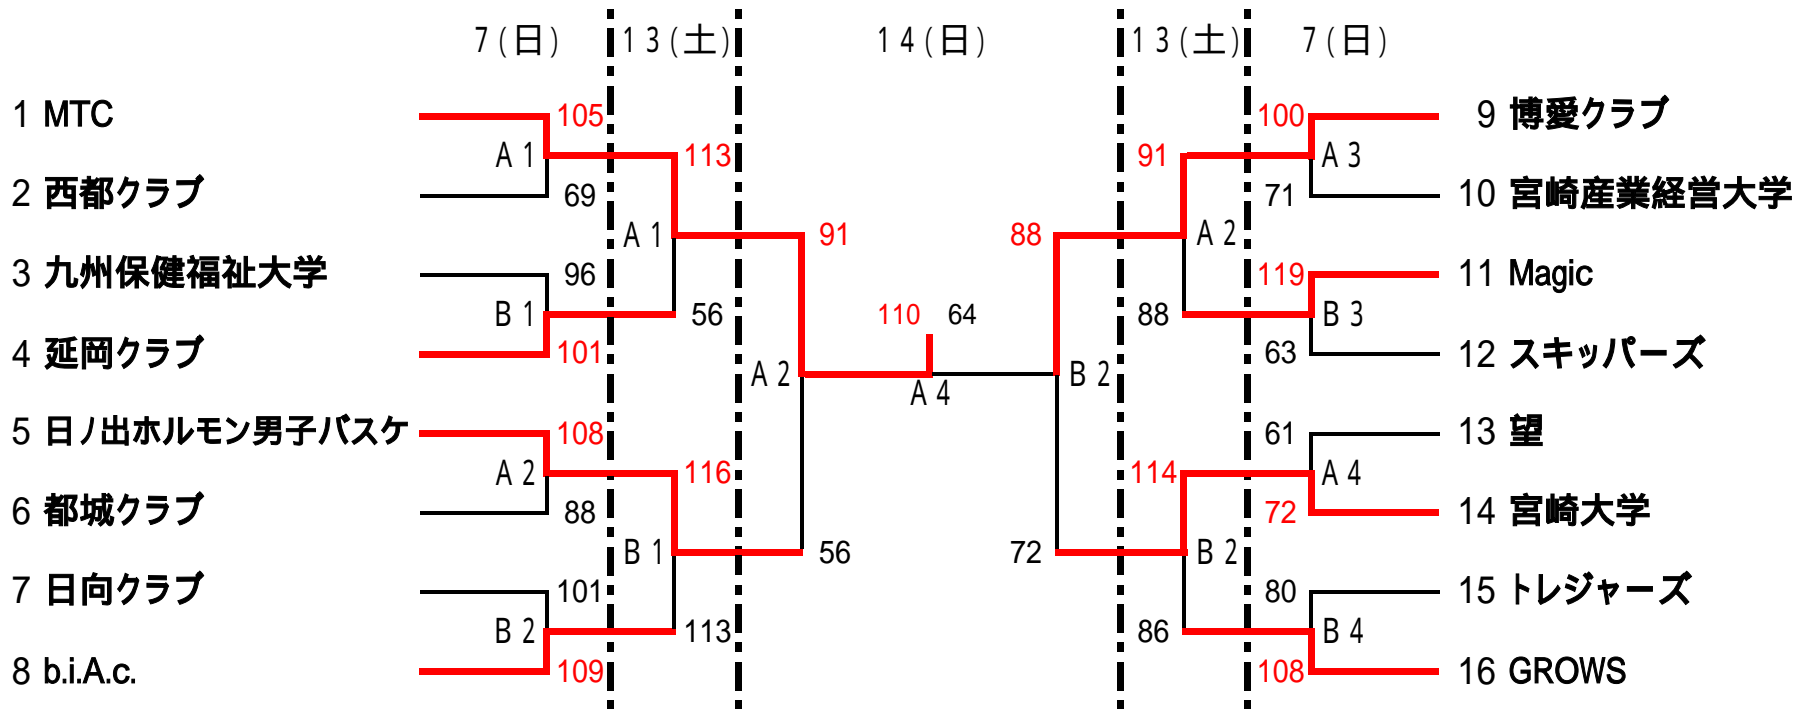 ７(日) １３(土) １４(日) １３(土) ７(日)
1 MTC 105 100 9 博愛クラブ
A1 113 91 A3
2 西都クラブ 69 71 10 宮崎産業経営大学
A1 91 88 A2
3 九州保健福祉大学 96 119 11 Magic
B1 56 110 64 88 B3
4 延岡クラブ 101 63 12 スキッパーズ
A2 A4 B2
5 日ノ出ホルモン男子バスケ 108 61 13 望
A2 116 114 A4
6 都城クラブ 88 72 14 宮崎大学
B1 56 72 B2
7 日向クラブ 101 80 15 トレジャーズ
B2 113 86 B4
8 b.i.A.c. 109 108 16 GROWS